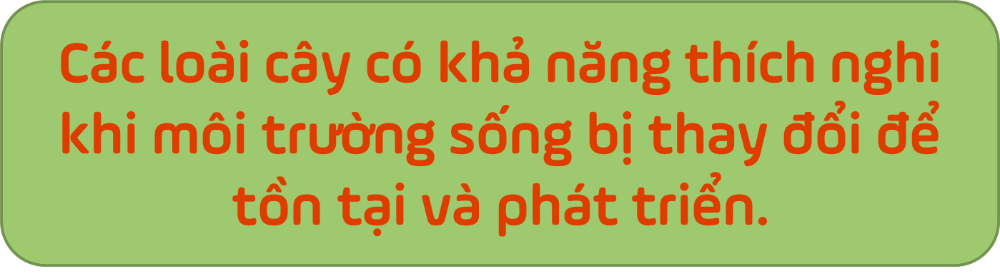 Các loài cây có khả năng thích nghi
khi môi trường sống bị thay đổi để
tồn tại và phát triển.